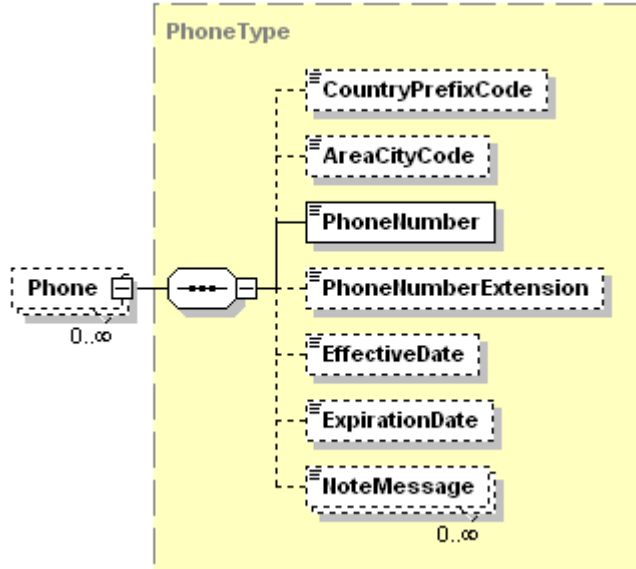 PhoneType
CountryPrefixCode
AreaCityCode
PhoneNumber
Phone
0..∞
PhoneNumberExtension
EffectiveDate
ExpirationDate
NoteMessage
0..∞